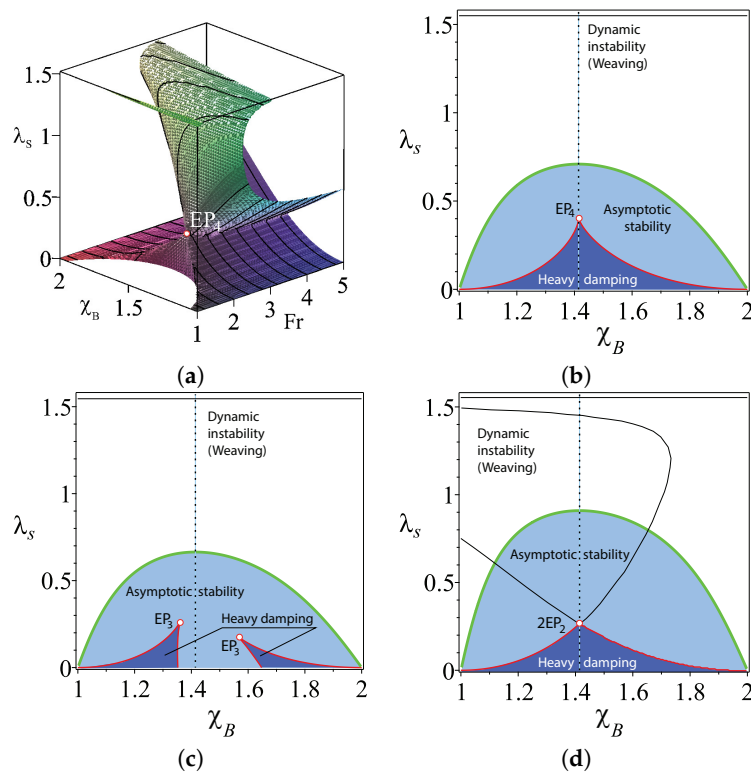 1.5
λs
1
0.5
EP4
0
2
χB
1.5
1
2
3
Fr
4
5
(a)
1.5
Dynamic
instability
(Weaving)
λs
1
0.5
EP4
Asymptotic
stability
Heavy damping
0
1
1.2
1.4
1.6
1.8
2
χB
(b)
1.5
Dynamic
instability
(Weaving)
λs
1
0.5
Asymptotic stability
EP3
Heavy damping
EP3
0
1
1.2
1.4
1.6
1.8
2
χB
(c)
1.5
Dynamic
instability
(Weaving)
λs
1
0.5
Asymptotic stability
2EP2
Heavy damping
0
1
1.2
1.4
1.6
1.8
2
χB
(d)